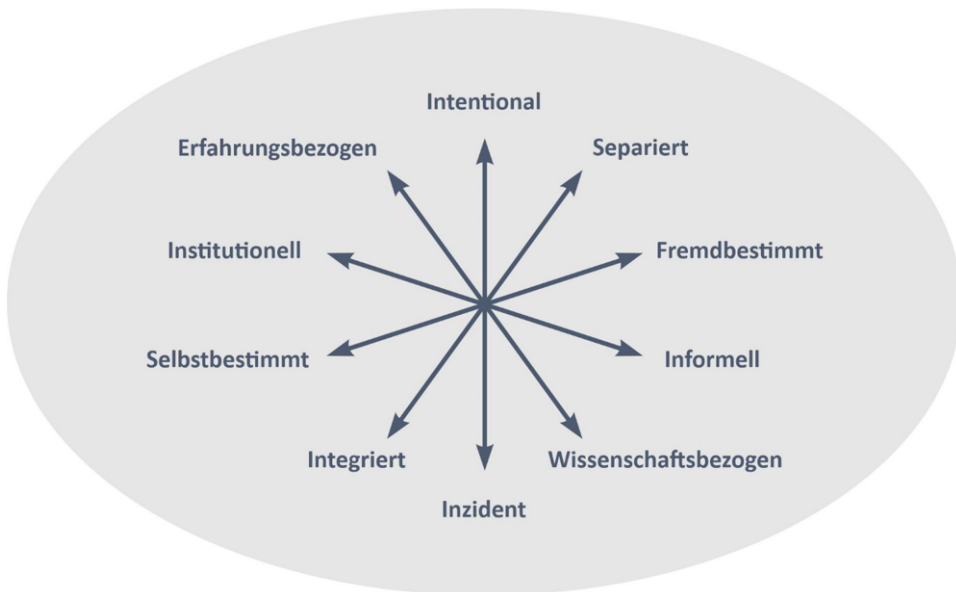 Intentional
Erfahrungsbezogen
Separiert
Institutionell
Fremdbestimmt
Selbstbestimmt
Informell
Integriert
Wissenschaftsbezogen
Inzident